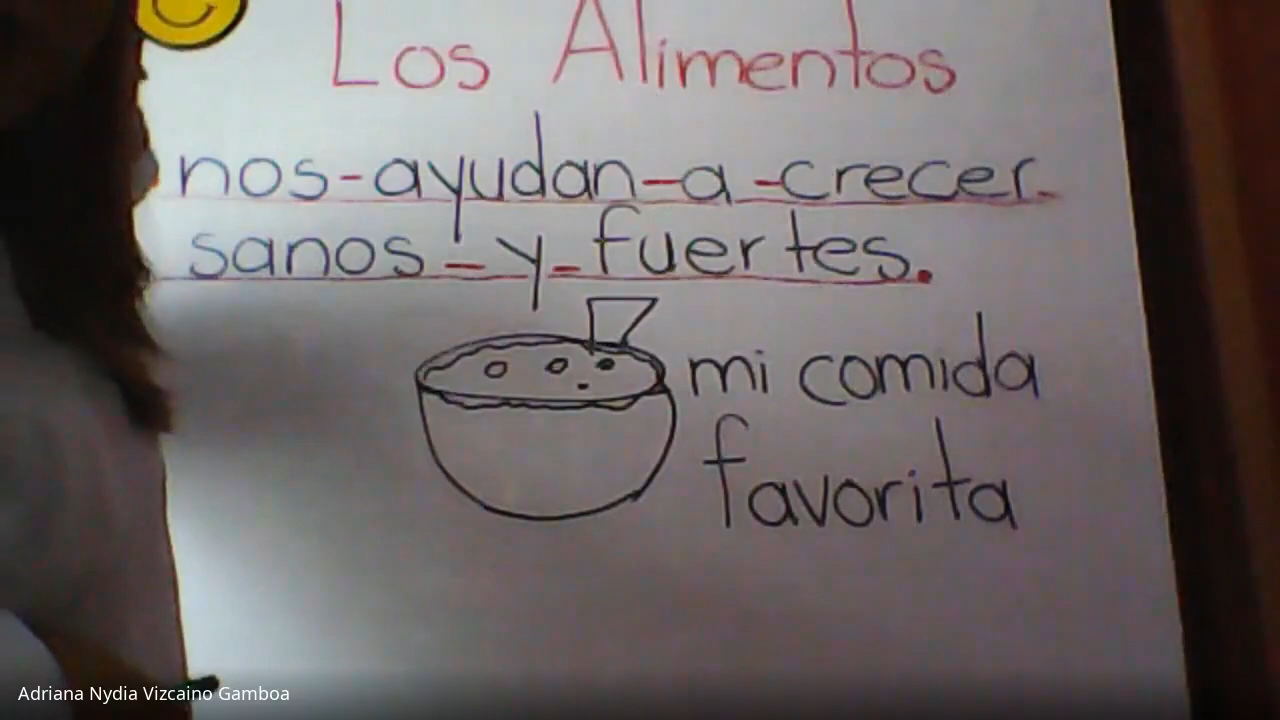 Los Alimentos
nos-ayudan-a-crecer-
sanos-y-fuertes.
mi comida
favorita
Adriana Nydia Vizcaino Gamboa